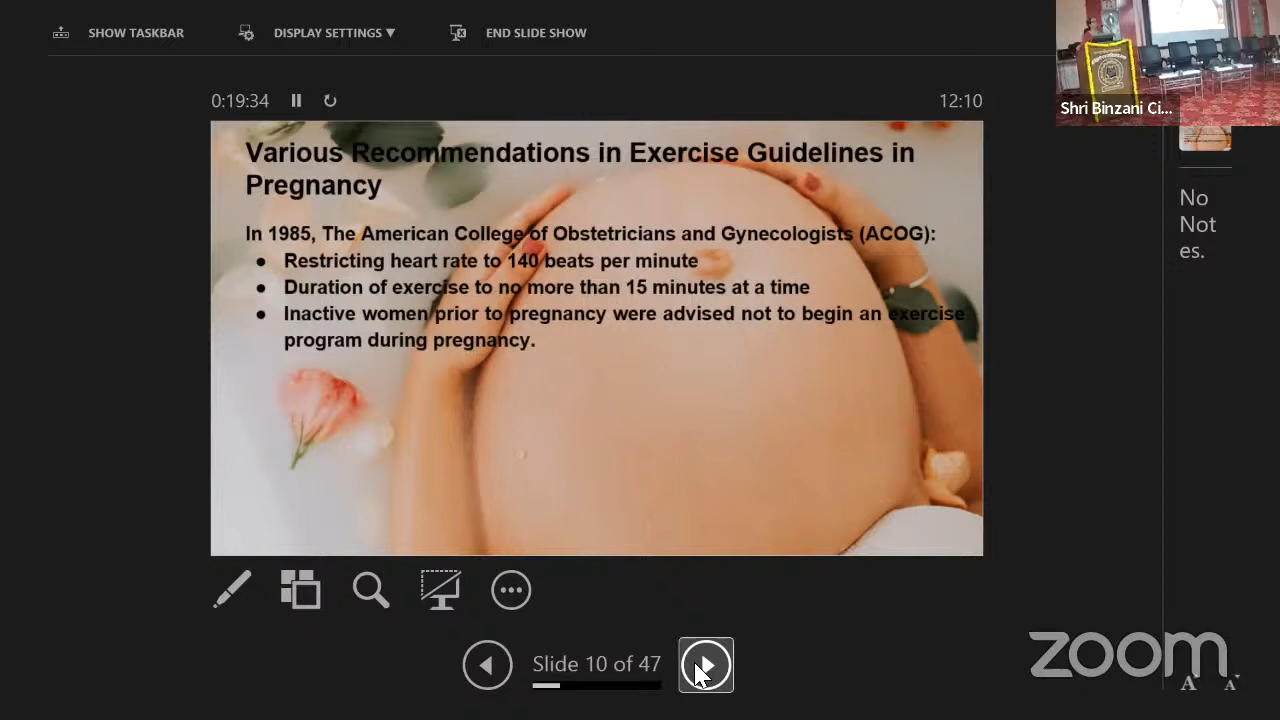 SHOW TASKBAR
DISPLAY SETTINGS ▼
END SLIDE SHOW
Shri Binzani Ci...
0:19:34
12:10
Various Recommendations in Exercise Guidelines in
Pregnancy
In 1985, The American College of Obstetricians and Gynecologists (ACOG):
● Restricting heart rate to 140 beats per minute
● Duration of exercise to no more than 15 minutes at a time
● Inactive women prior to pregnancy were advised not to begin an exercise
program during pregnancy.
No
Not
es.
Slide 10 of 47
zoom
A A